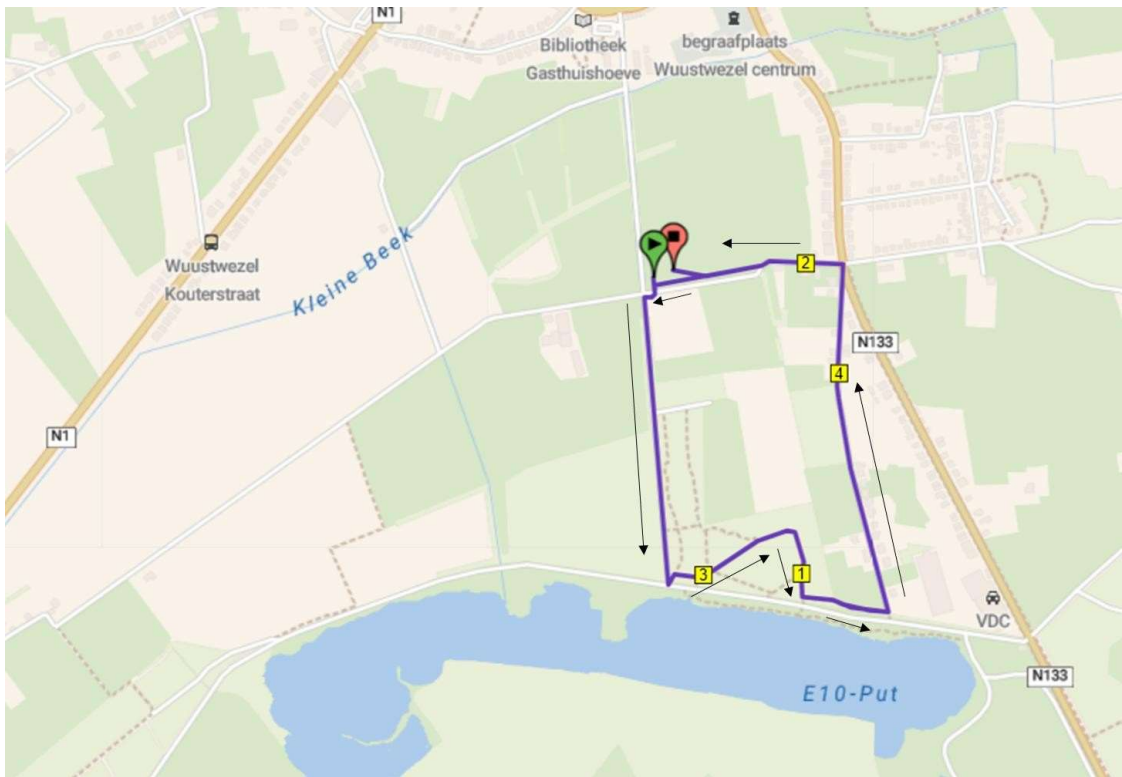 N1
Bibliotheek
Gasthuishoeve
begraafplaats
Wuustwezel centrum
Wuustwezel
Kouterstraat
Kleine Beek
2
N133
4
N1
3
1
VDC
N133
E10-Put